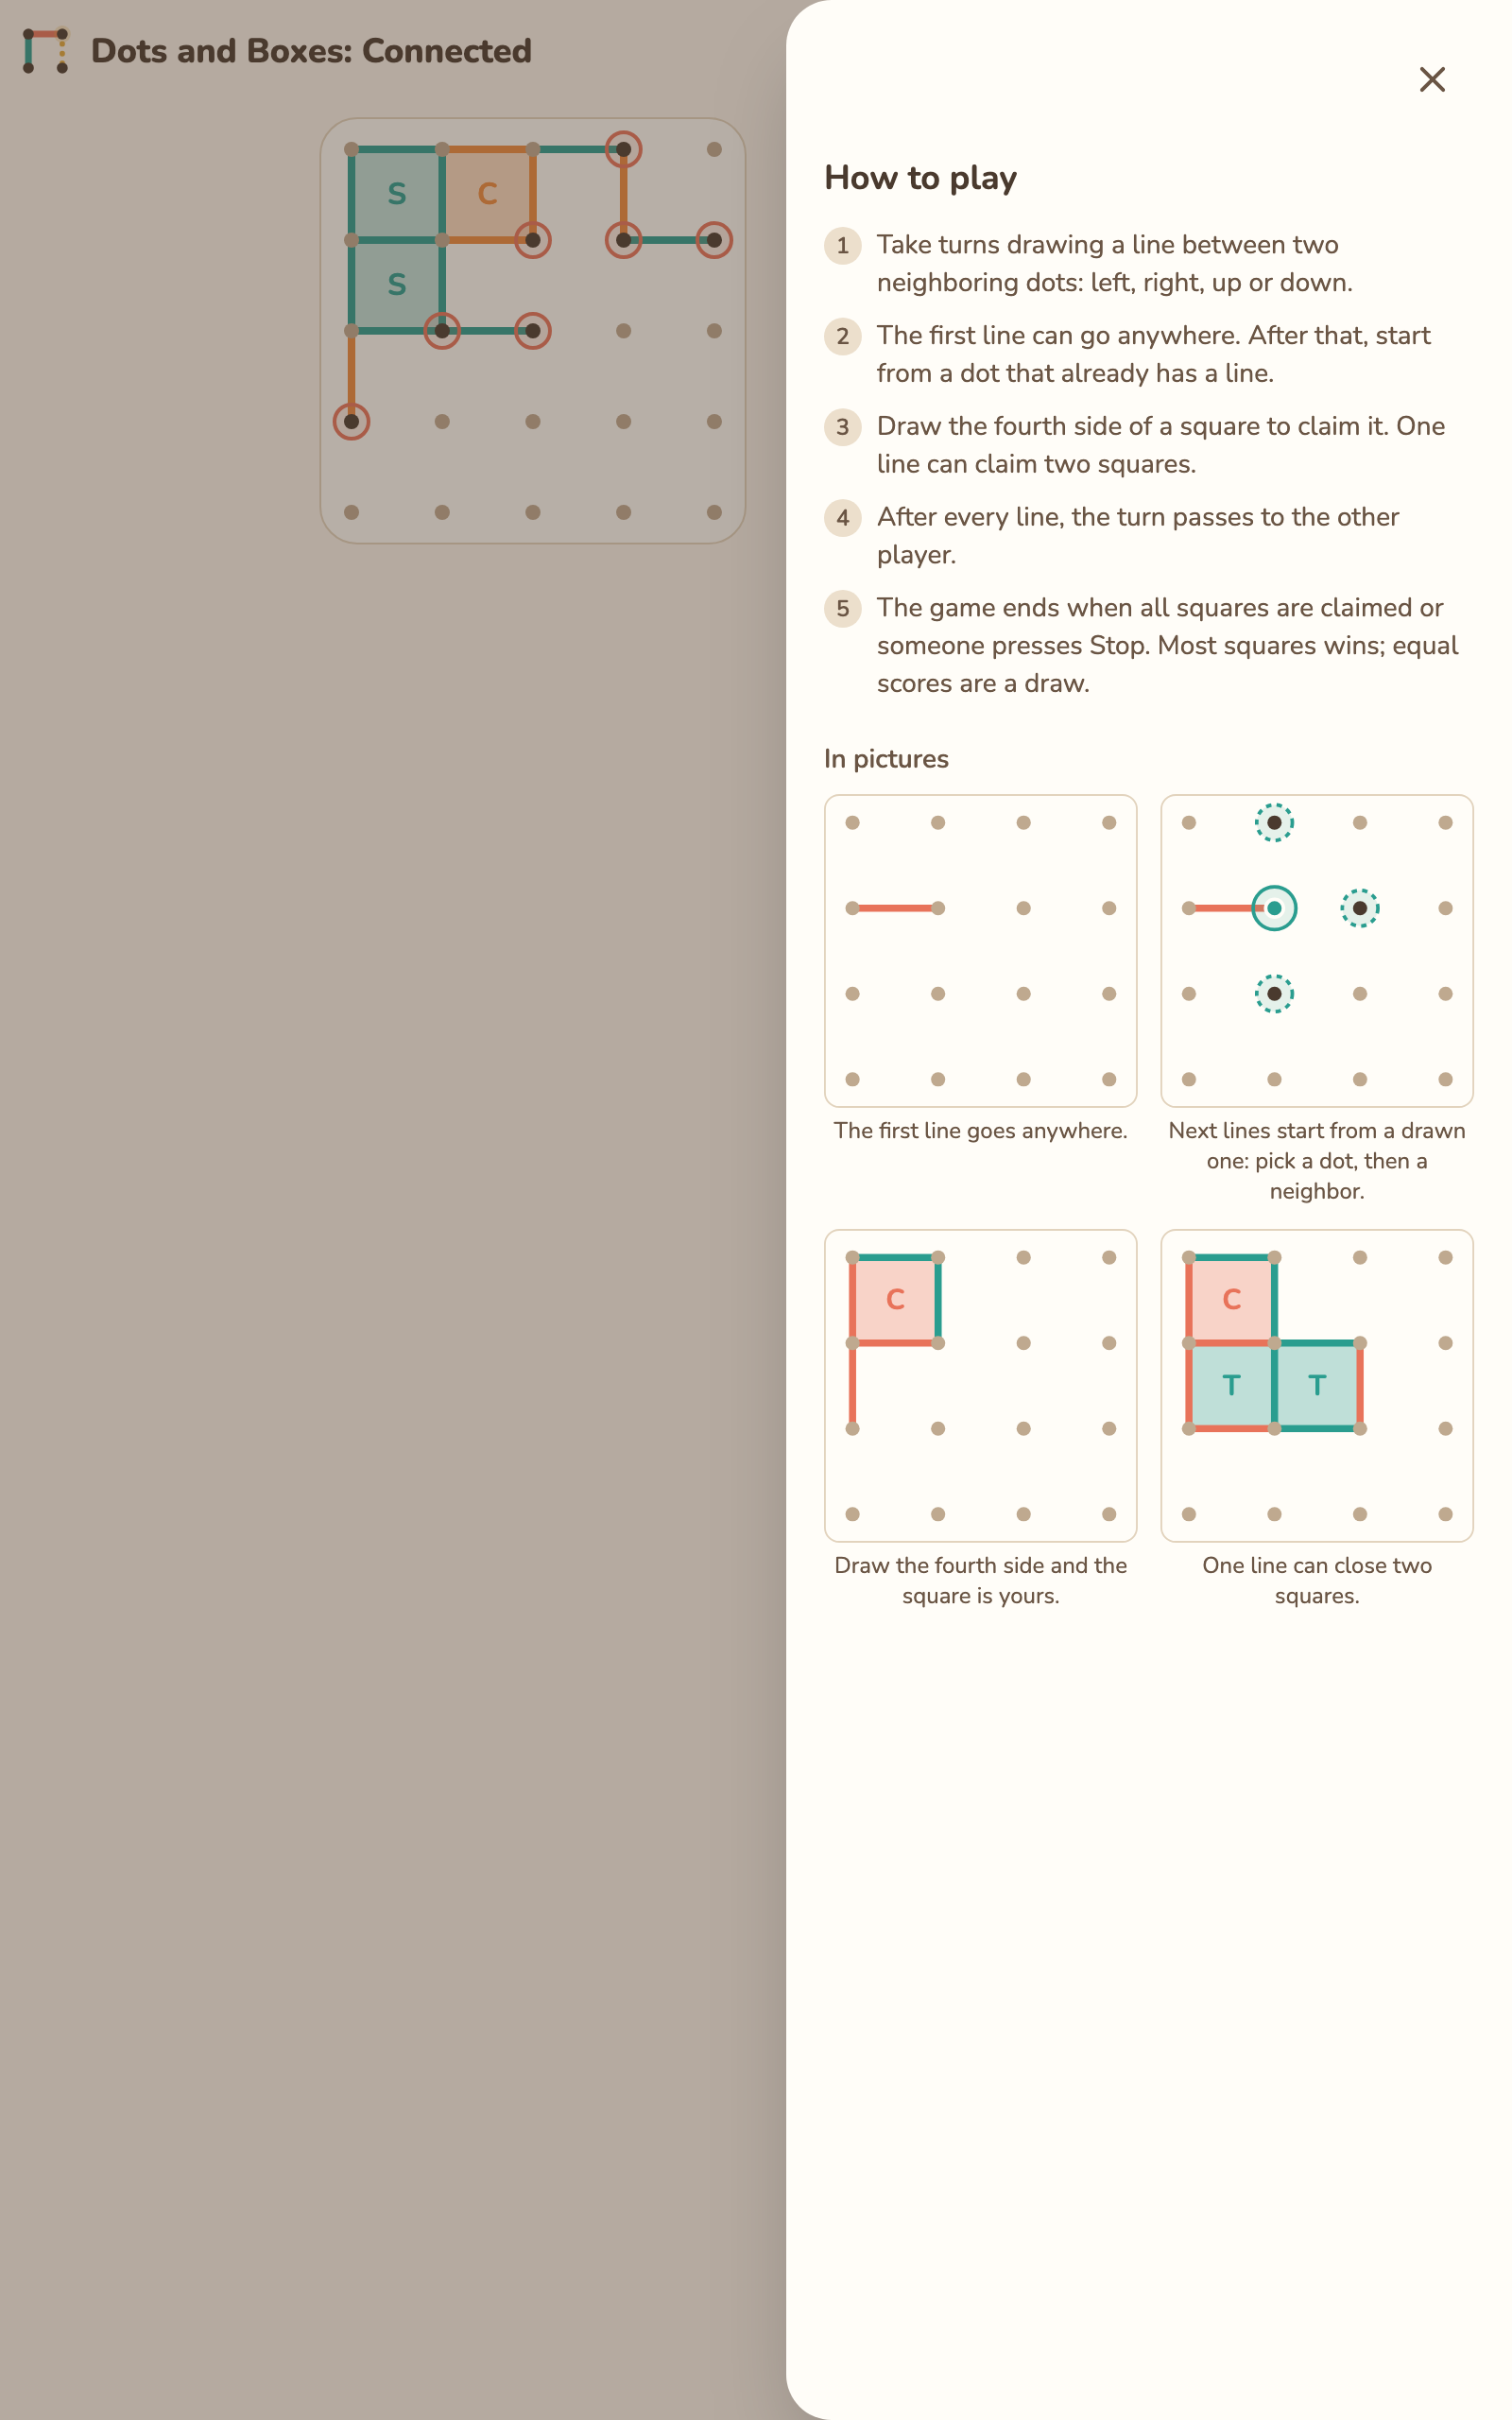 Dots and Boxes: Connected
S C
S
How to play
1 Take turns drawing a line between two
neighboring dots: left, right, up or down.
2 The first line can go anywhere. After that, start
from a dot that already has a line.
3 Draw the fourth side of a square to claim it. One
line can claim two squares.
4 After every line, the turn passes to the other
player.
5 The game ends when all squares are claimed or
someone presses Stop. Most squares wins; equal
scores are a draw.
In pictures
The first line goes anywhere.
Next lines start from a drawn
one: pick a dot, then a
neighbor.
C
Draw the fourth side and the
square is yours.
C
T T
One line can close two
squares.